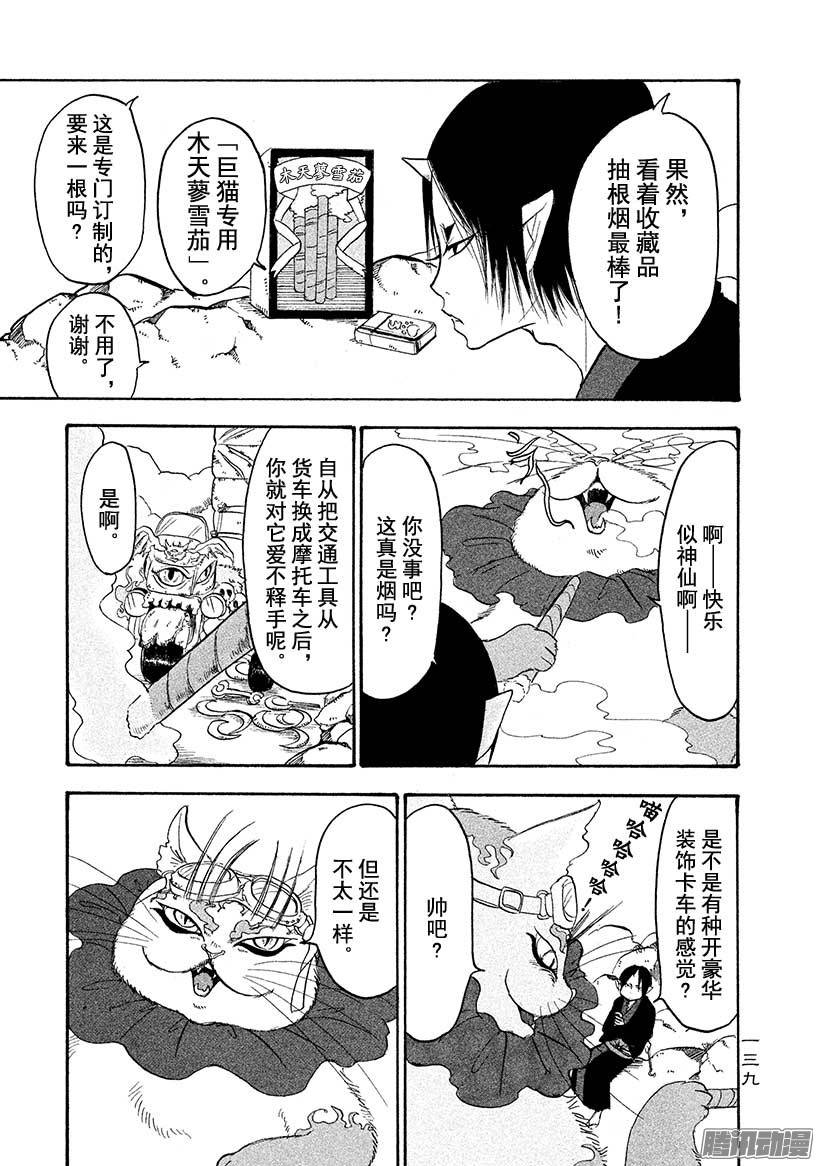 果然，
看着收藏品
抽根烟最棒了！
木天蓼雪茄
「巨猫专用
木天蓼雪茄」。
这是专门订制的，
要来一根吗？
不用了，
谢谢。
啊——快乐
似神仙啊——
你没事吧？
这真是烟吗？
自从把交通工具从
货车换成摩托车之后，
你就对它爱不释手呢。
是啊。
是不是有种开豪华
装饰卡车的感觉？
喵哈哈哈哈！
帅吧？
但还是
不太一样。
一三九
腾讯动漫